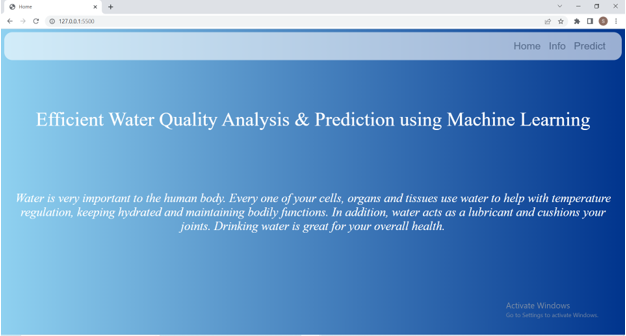 Home
127.0.0.1:5500
Home Info Predict
Efficient Water Quality Analysis & Prediction using Machine Learning
Water is very important to the human body. Every one of your cells, organs and tissues use water to help with temperature
regulation, keeping hydrated and maintaining bodily functions. In addition, water acts as a lubricant and cushions your
joints. Drinking water is great for your overall health.
Activate Windows
Go to Settings to activate Windows.